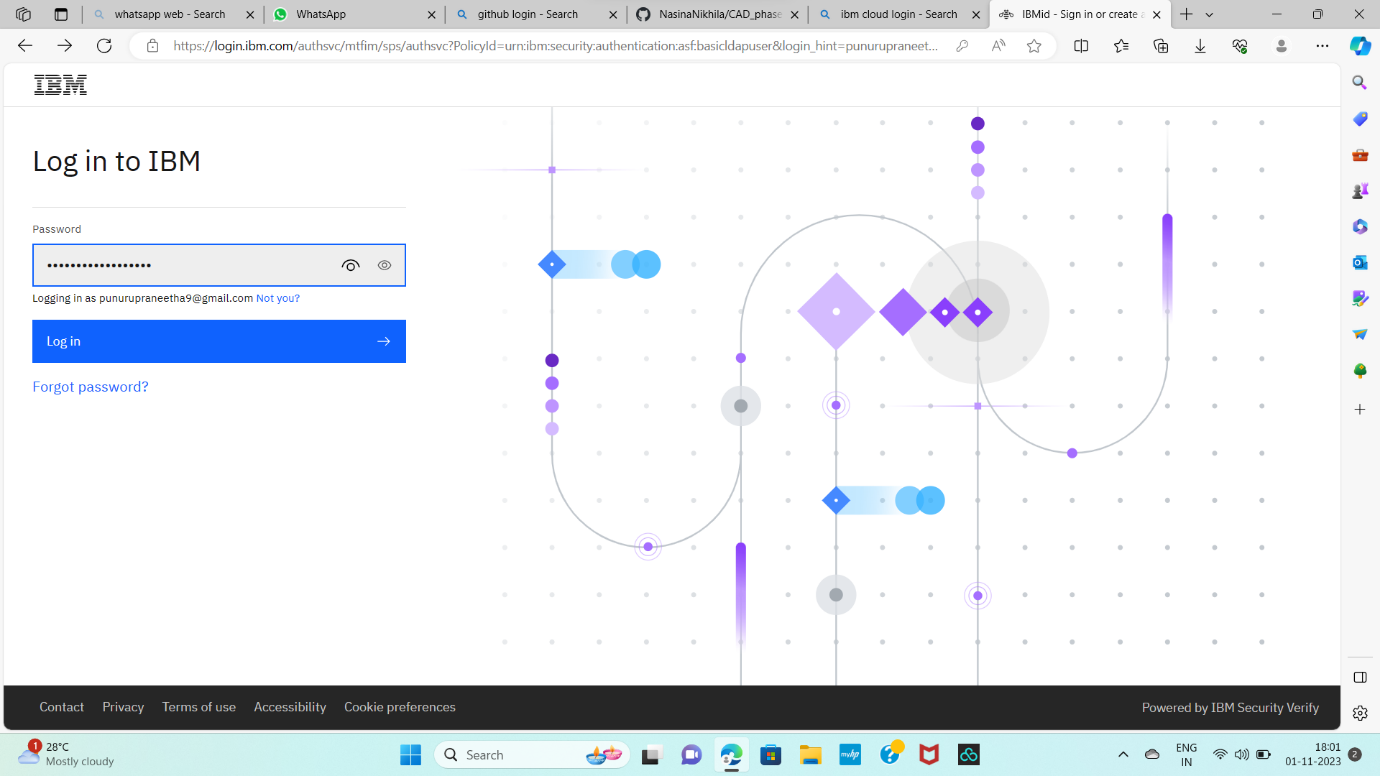 whatsapp web - Search
WhatsApp
github login - Search
NasinaNikhila/CAD_phase
ibm cloud login - Search
IBMid - Sign in or create a
https://login.ibm.com/authsvc/mtfim/sps/authsvc?PolicyId=urn:ibm:security:authentication:asf:basicldapuser&login_hint=punurupraneet...
IBM
Log in to IBM
Password
••••••••••••••••••
Logging in as punurupraneetha9@gmail.com Not you?
Log in
Forgot password?
Contact Privacy Terms of use Accessibility Cookie preferences
Powered by IBM Security Verify
1
28°C
Mostly cloudy
Search
myhp
ENG
IN
18:01
01-11-2023
2